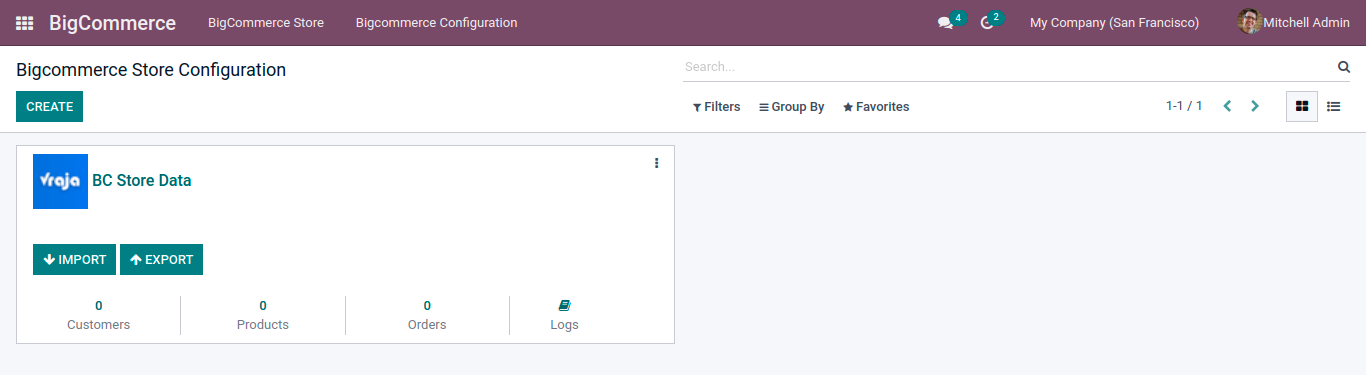 BigCommerce BigCommerce Store Bigcommerce Configuration 4 2 My Company (San Francisco) Mitchell Admin
Bigcommerce Store Configuration Search...
CREATE Filters Group By Favorites 1-1 / 1
vraja BC Store Data
IMPORT EXPORT
0 0 0
Customers Products Orders Logs